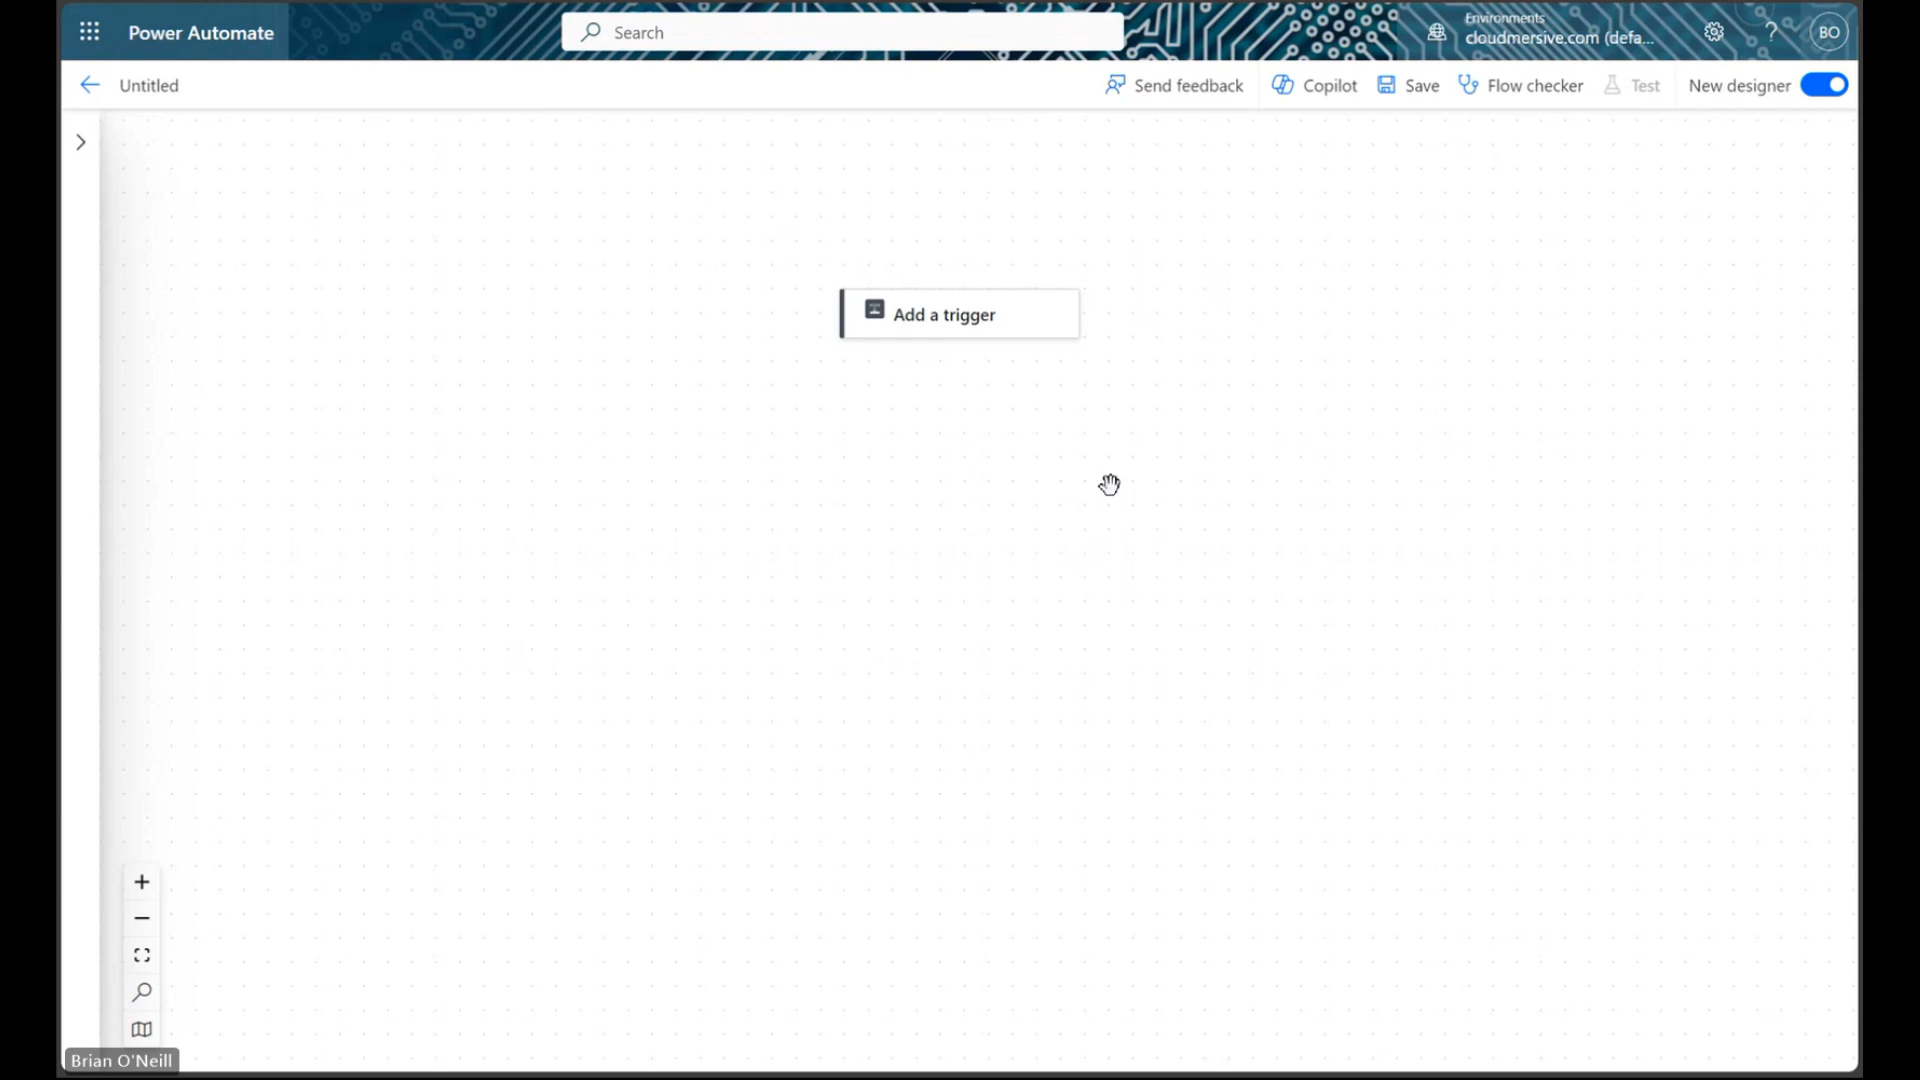 Power Automate
Search
Environments
cloudmersive.com (defa...
?
BO
Untitled
Send feedback
Copilot
Save
Flow checker
Test
New designer
Add a trigger
Brian O'Neill